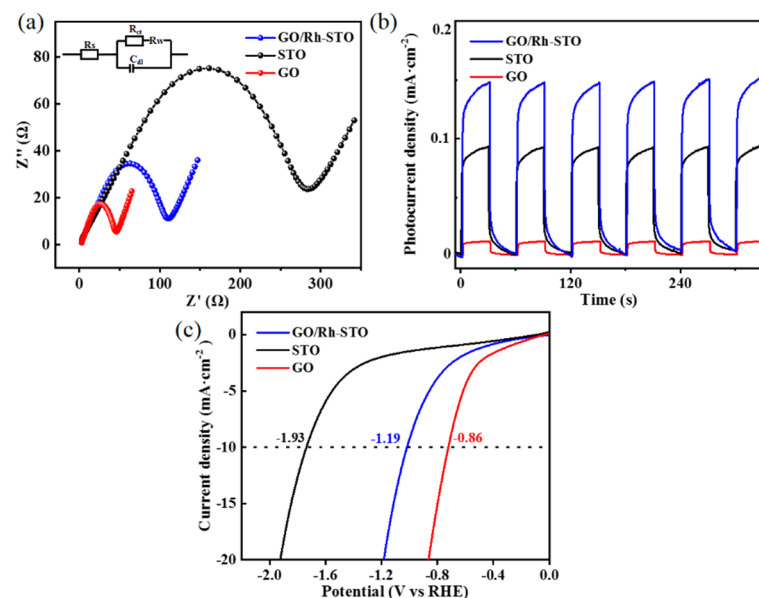 (a)
Rs
Rct
Rw
Cdl
GO/Rh-STO
STO
GO
Z'' (Ω)
80
60
40
20
0
0 100 200 300
Z' (Ω)
(b)
GO/Rh-STO
STO
GO
Photocurrent density (mA·cm-2)
0.2
0.1
0
0 120 240
Time (s)
(c)
GO/Rh-STO
STO
GO
Current density (mA·cm-2)
0
-5
-10
-15
-20
-1.93 -1.19 -0.86
-2.0 -1.6 -1.2 -0.8 -0.4 0.0
Potential (V vs RHE)